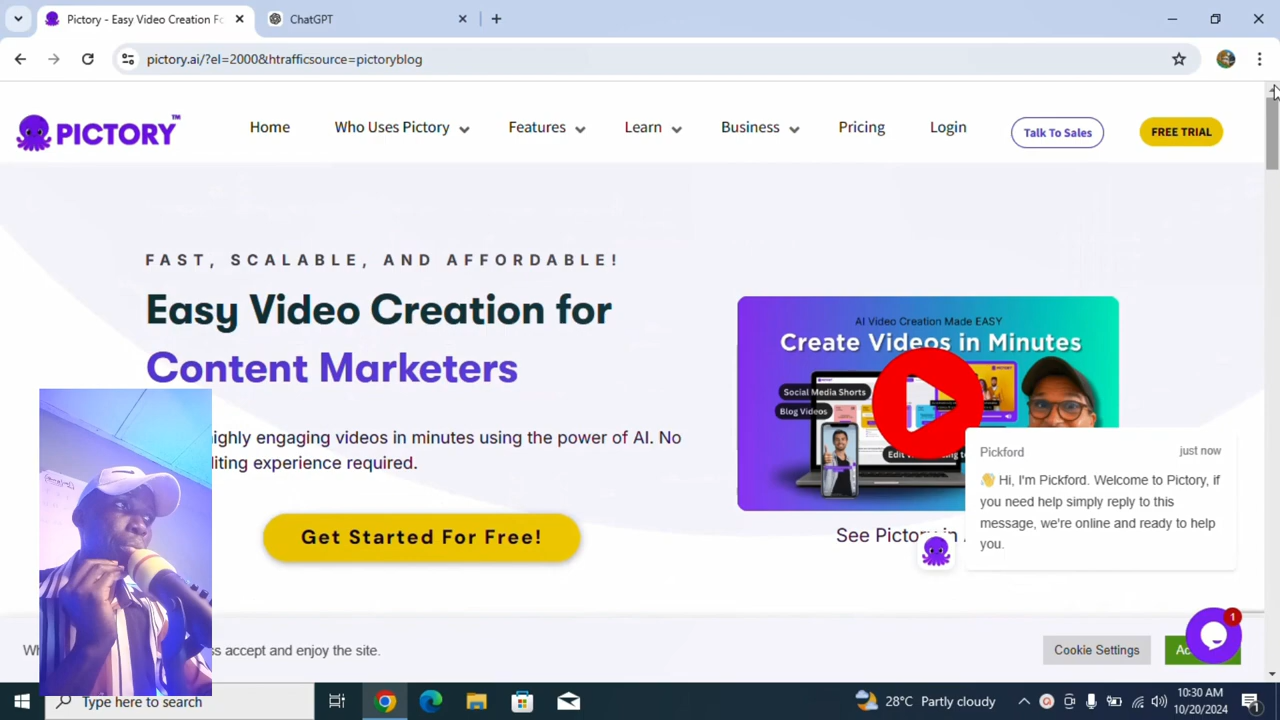 Pictory - Easy Video Creation Fo
ChatGPT
pictory.ai/?el=2000&htrafficsource=pictoryblog
PICTORY™
Home
Who Uses Pictory
Features
Learn
Business
Pricing
Login
Talk To Sales
FREE TRIAL
FAST, SCALABLE, AND AFFORDABLE!
Easy Video Creation for
Content Marketers
ighly engaging videos in minutes using the power of AI. No
iting experience required.
Get Started For Free!
AI Video Creation Made EASY
Create Videos in Minutes
Social Media Shorts
Blog Videos
See Pictory in
Pickford
just now
👋 Hi, I'm Pickford. Welcome to Pictory, if
you need help simply reply to this
message, we're online and ready to help
you.
1
Wh
ss accept and enjoy the site.
Cookie Settings
Type here to search
28°C Partly cloudy
10:30 AM
10/20/2024
1